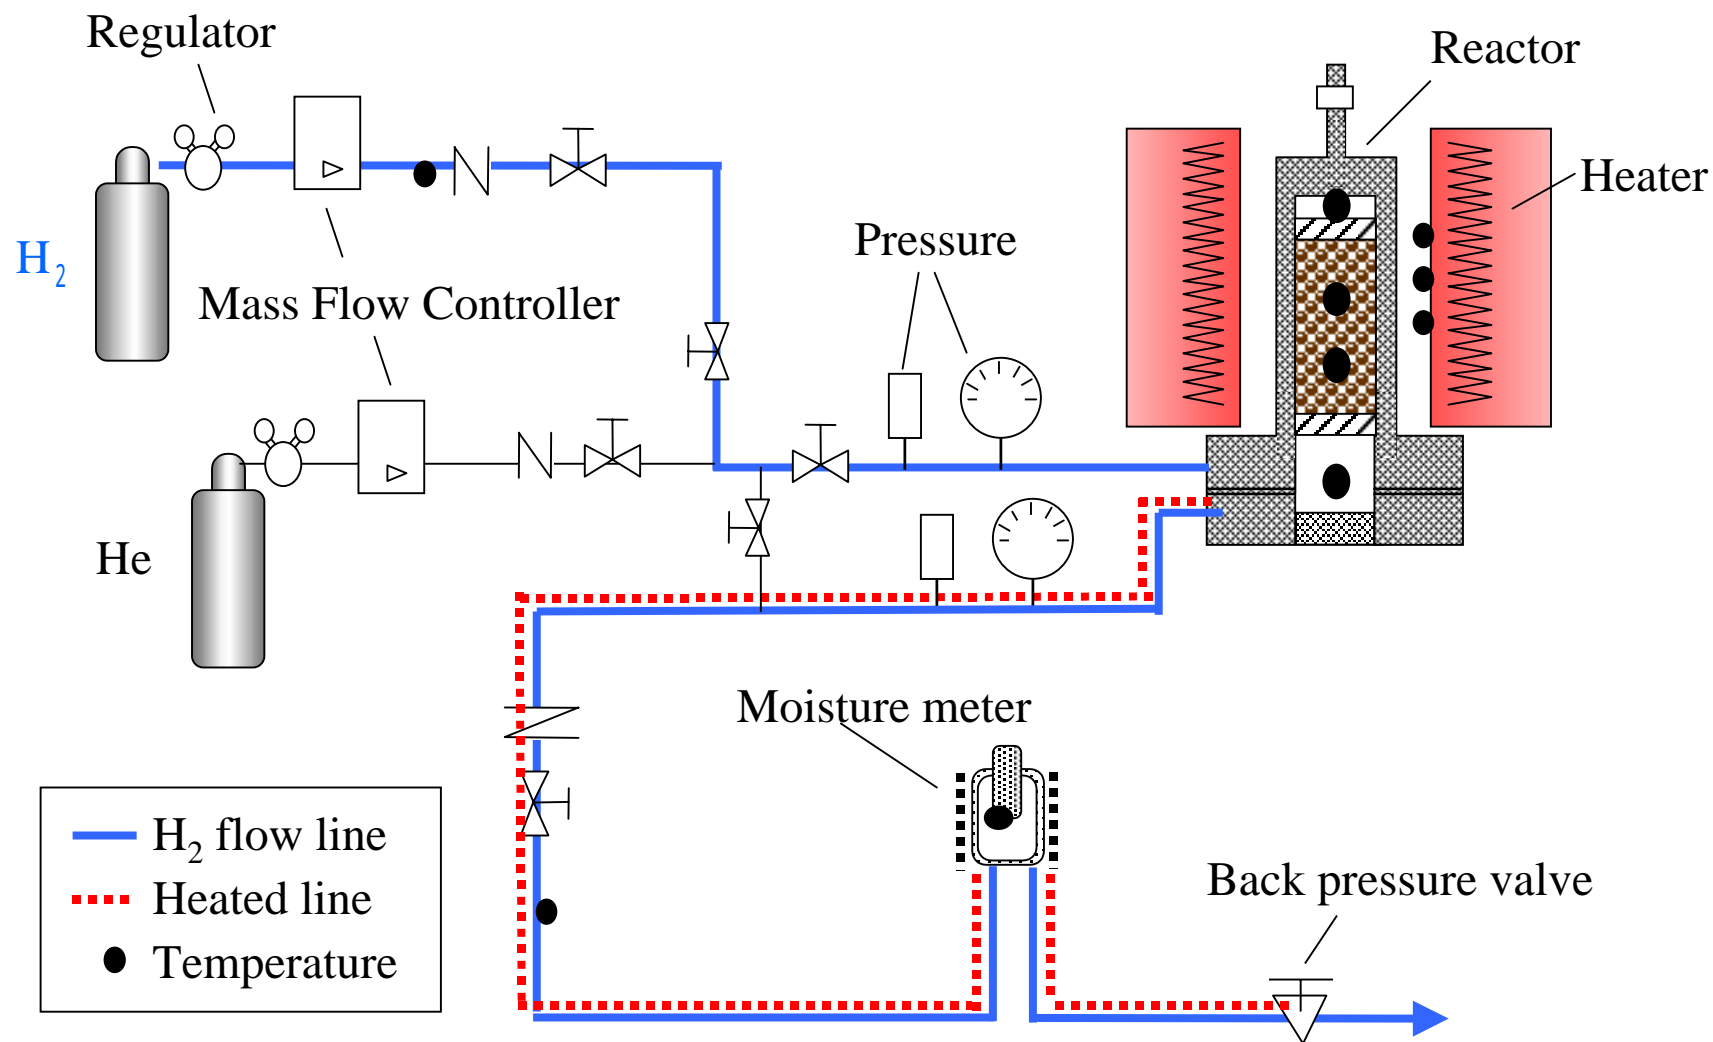 Regulator
Reactor
Heater
Pressure
H₂
Mass Flow Controller
He
Moisture meter
H₂ flow line
Heated line
Temperature
Back pressure valve